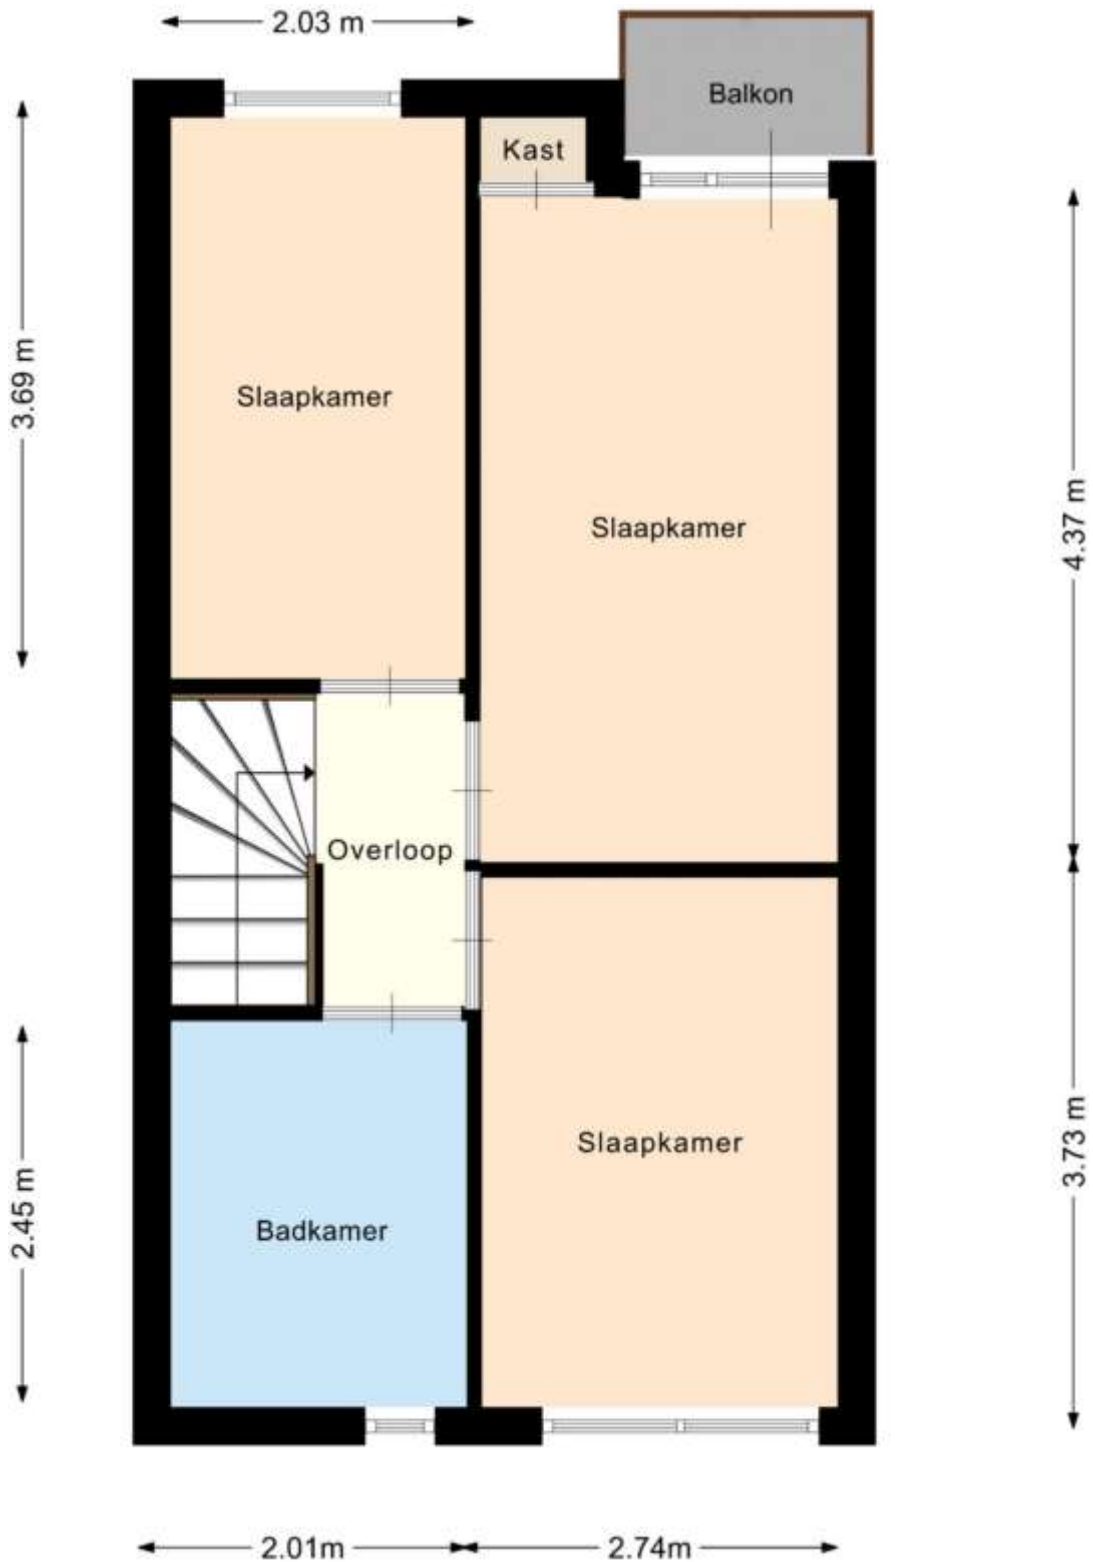 2.03 m
Balkon
Kast
3.69 m
Slaapkamer
4.37 m
Slaapkamer
Overloop
3.73 m
Slaapkamer
2.45 m
Badkamer
2.01m
2.74m